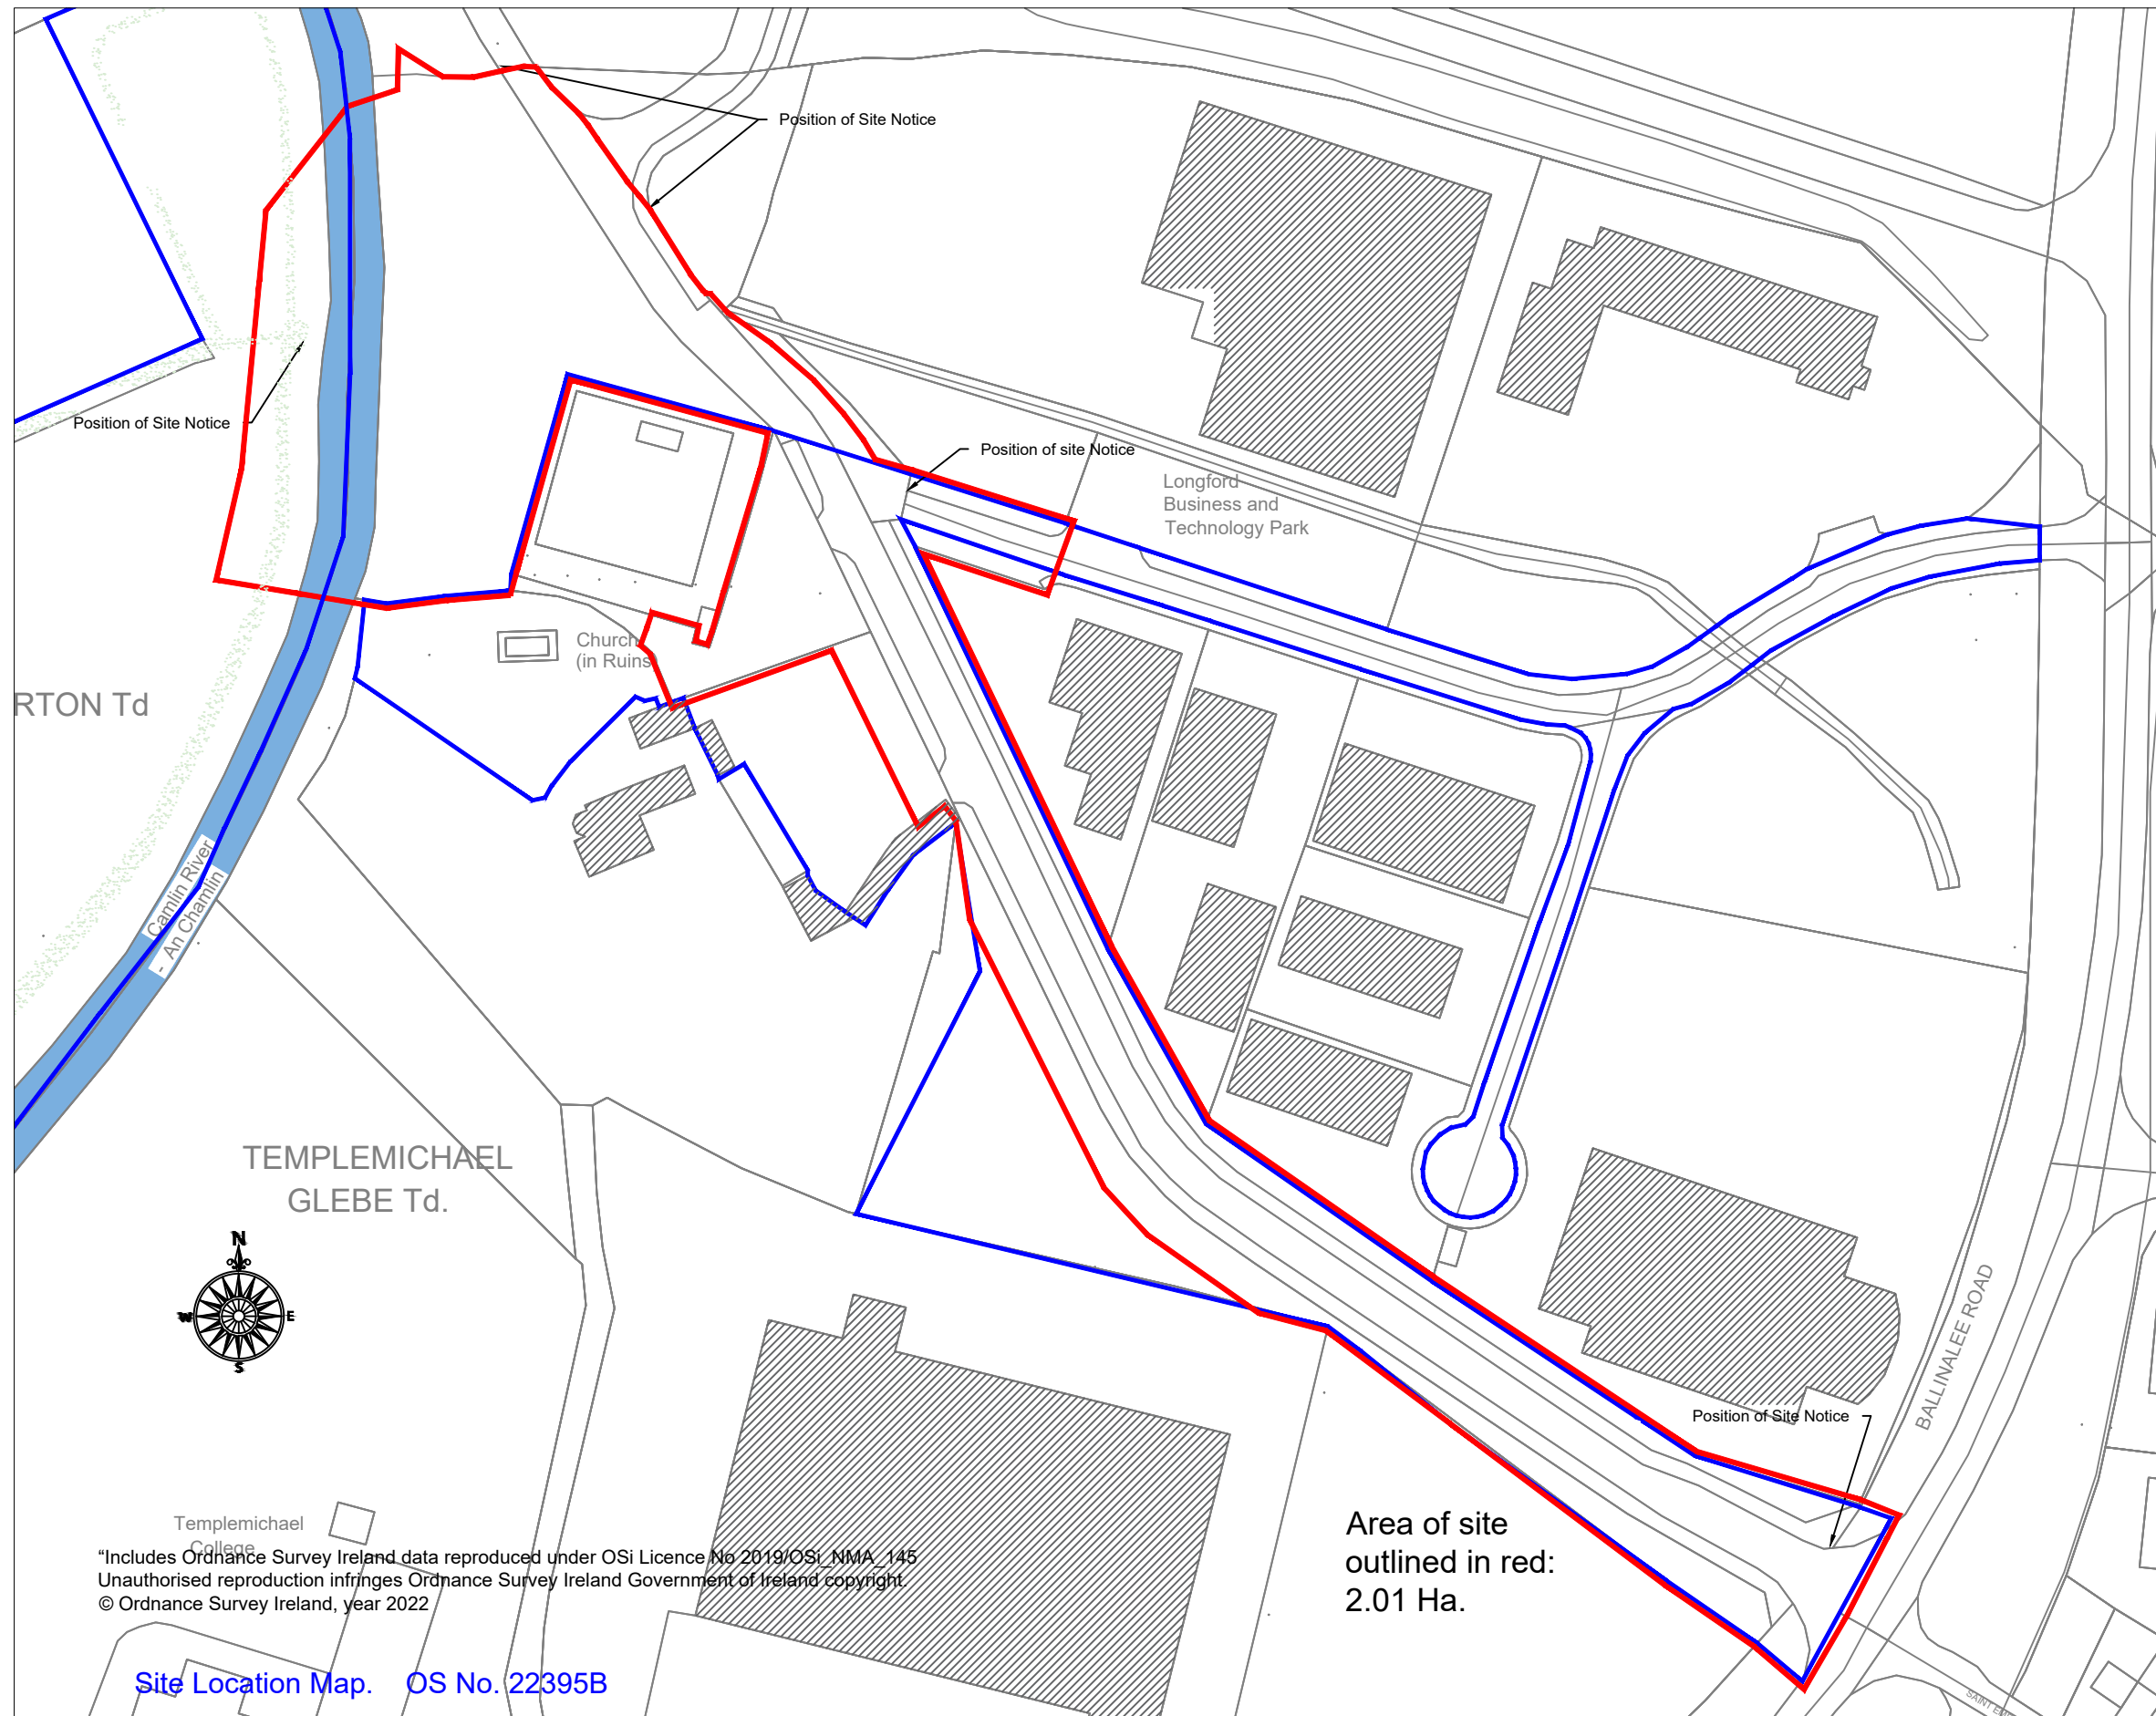 Position of Site Notice
Position of Site Notice
Position of site Notice
Longford
Business and
Technology Park
Church
(in Ruins
RTON Td
Camlin River
- An Chamlin
TEMPLEMICHAEL
GLEBE Td.
N
W
E
S
BALLINALEE ROAD
Position of Site Notice
Area of site
outlined in red:
2.01 Ha.
Templemichael
College
“Includes Ordnance Survey Ireland data reproduced under OSi Licence No 2019/OSi_NMA_145
Unauthorised reproduction infringes Ordnance Survey Ireland Government of Ireland copyright.
© Ordnance Survey Ireland, year 2022
Site Location Map. OS No. 22395B
SAINT